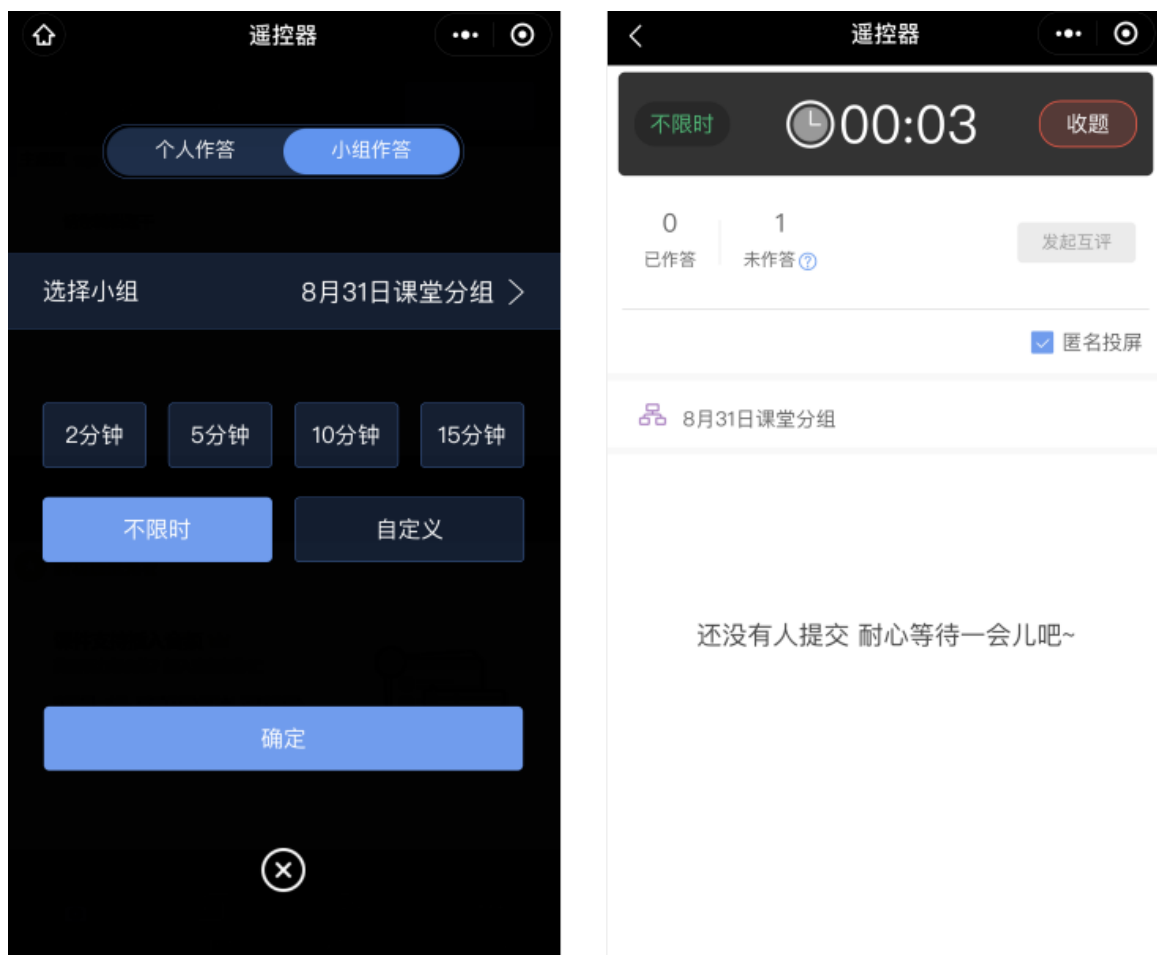 遥控器
个人作答 小组作答
选择小组 8月31日课堂分组
2分钟 5分钟 10分钟 15分钟
不限时 自定义
确定
遥控器
不限时 00:03 收题
0 1
已作答 未作答 发起互评
匿名投屏
8月31日课堂分组
还没有人提交 耐心等待一会儿吧~